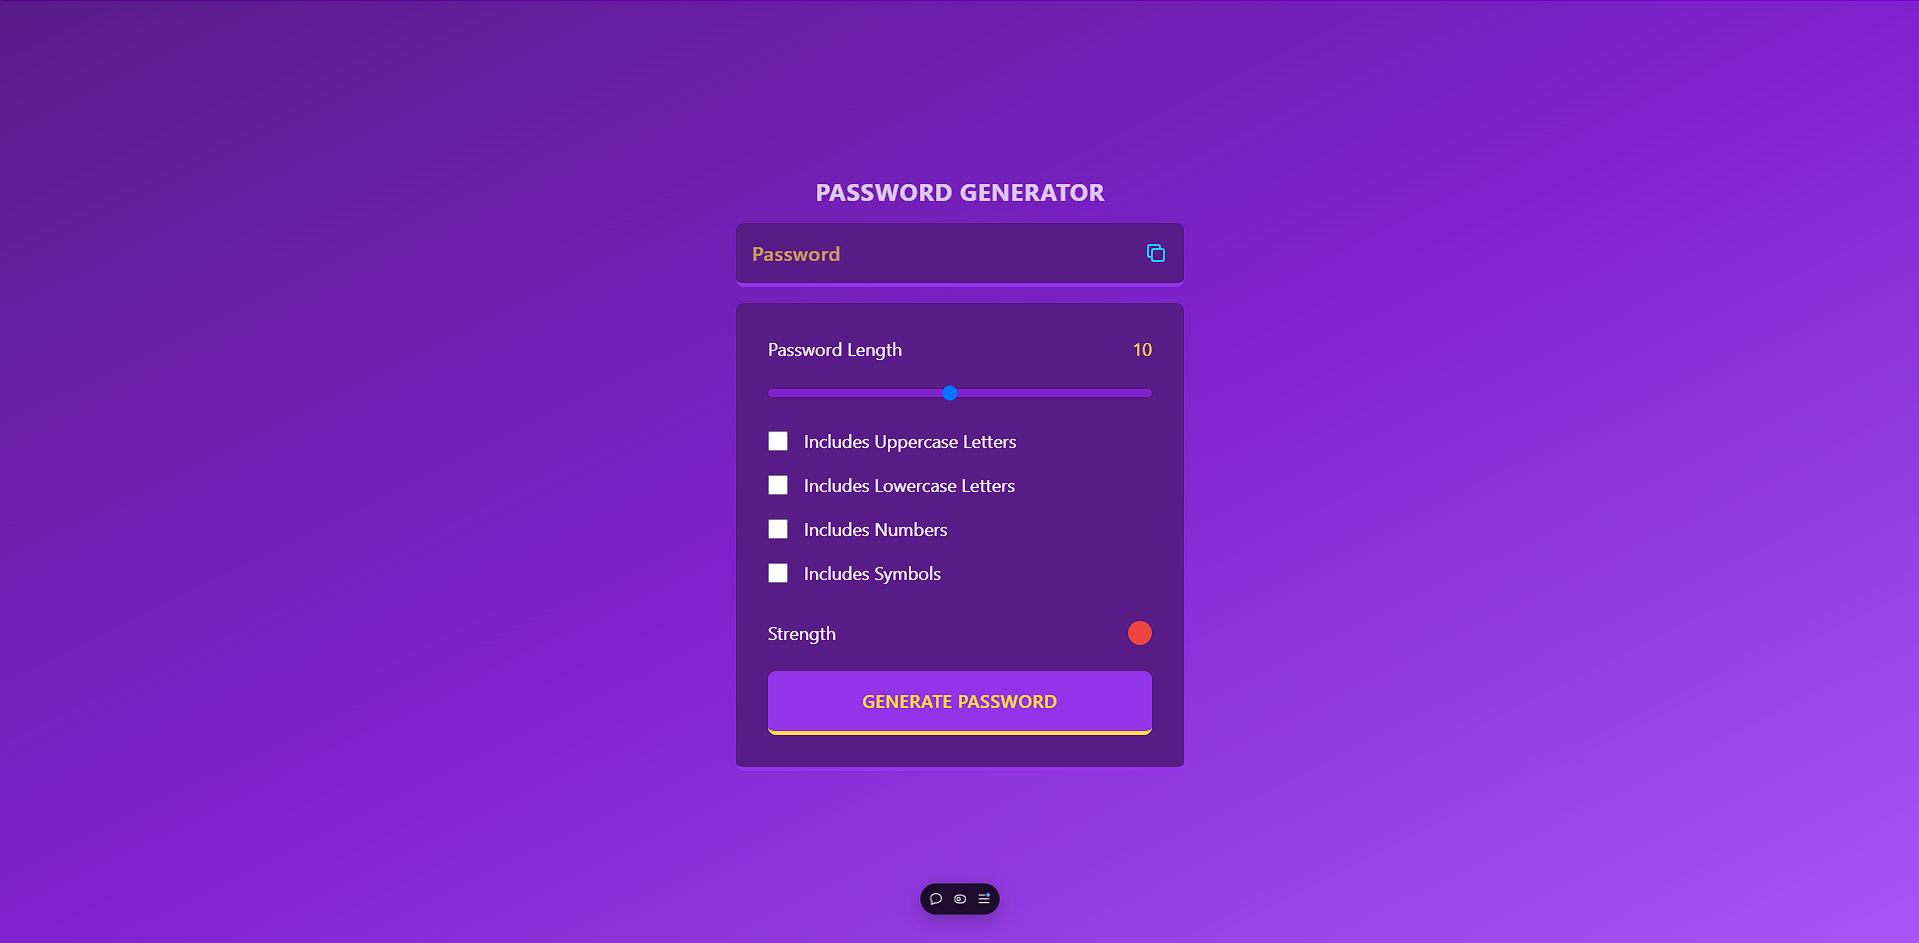 PASSWORD GENERATOR
Password
Password Length 10
Includes Uppercase Letters
Includes Lowercase Letters
Includes Numbers
Includes Symbols
Strength
GENERATE PASSWORD